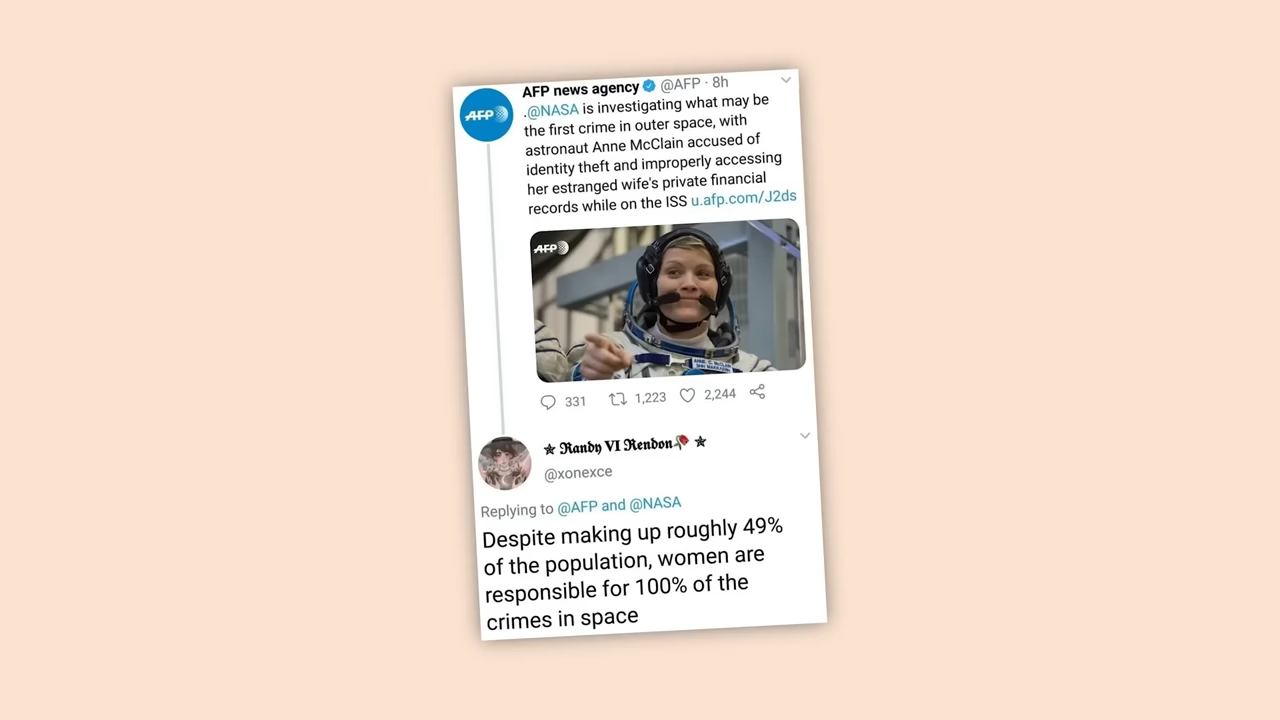 AFP news agency @AFP · 8h
AFP
.@NASA is investigating what may be
the first crime in outer space, with
astronaut Anne McClain accused of
identity theft and improperly accessing
her estranged wife's private financial
records while on the ISS u.afp.com/J2ds
AFP
331 1,223 2,244
✯ 𝕽𝖆𝖓𝖉𝖞 𝐕𝐈 𝕽𝖊𝖓𝖉𝖔𝖓🥀 ✯
@xonexce
Replying to @AFP and @NASA
Despite making up roughly 49%
of the population, women are
responsible for 100% of the
crimes in space